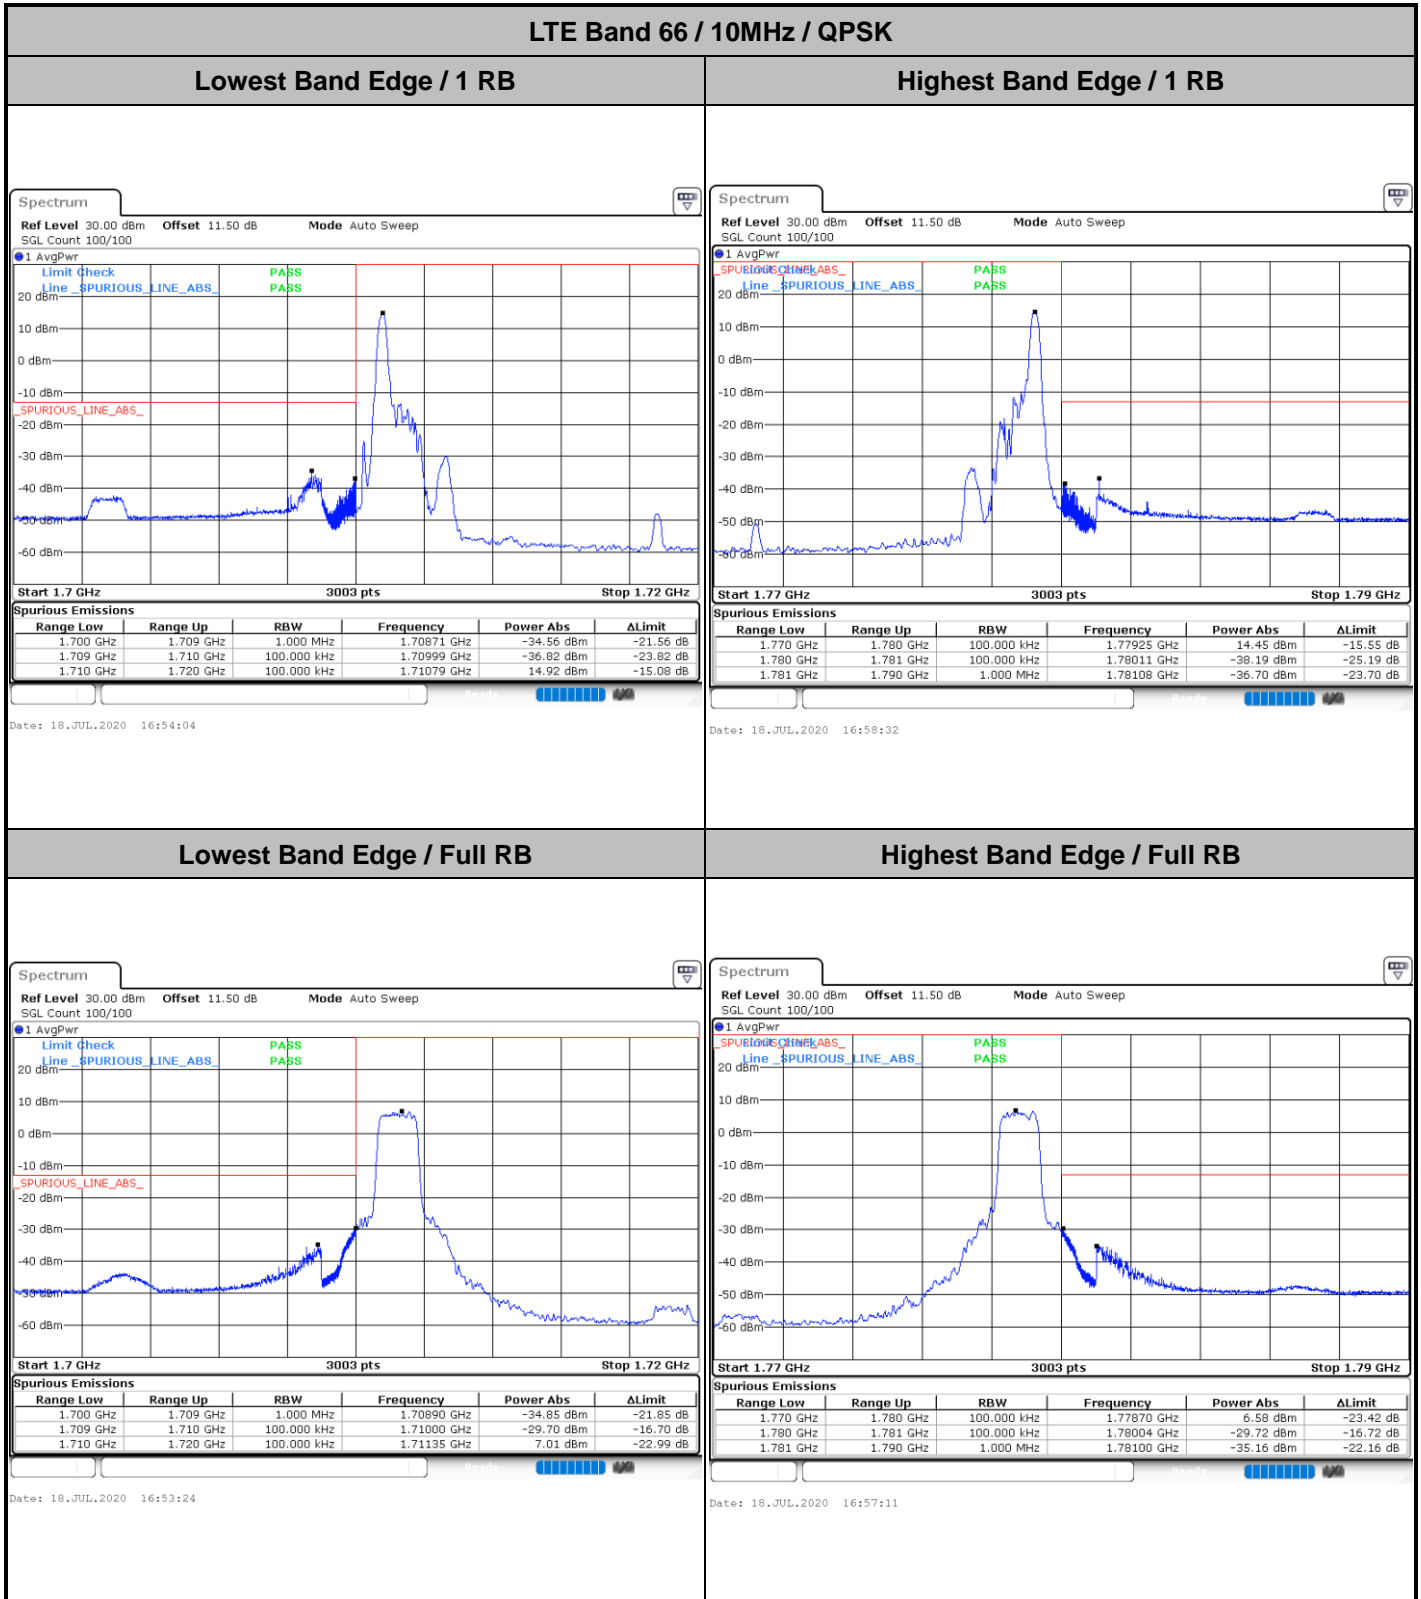 LTE Band 66 / 10MHz / QPSK
Lowest Band Edge / 1 RB
Highest Band Edge / 1 RB
Spectrum
Ref Level 30.00 dBm Offset 11.50 dB Mode Auto Sweep
SGL Count 100/100
1 AvgPwr
Limit Check PASS
Line _SPURIOUS_LINE_ABS_ PASS
20 dBm
10 dBm
0 dBm
-10 dBm
_SPURIOUS_LINE_ABS_
-20 dBm
-30 dBm
-40 dBm
-50 dBm
-60 dBm
Start 1.7 GHz 3003 pts Stop 1.72 GHz
Spurious Emissions
Range Low Range Up RBW Frequency Power Abs ΔLimit
1.700 GHz 1.709 GHz 1.000 MHz 1.70871 GHz -34.56 dBm -21.56 dB
1.709 GHz 1.710 GHz 100.000 kHz 1.70999 GHz -36.82 dBm -23.82 dB
1.710 GHz 1.720 GHz 100.000 kHz 1.71079 GHz 14.92 dBm -15.08 dB
Ready
Date: 18.JUL.2020 16:54:04
Spectrum
Ref Level 30.00 dBm Offset 11.50 dB Mode Auto Sweep
SGL Count 100/100
1 AvgPwr
_SPURIOUS_LINE_ABS_
Limit Check PASS
Line _SPURIOUS_LINE_ABS_ PASS
20 dBm
10 dBm
0 dBm
-10 dBm
-20 dBm
-30 dBm
-40 dBm
-50 dBm
-60 dBm
Start 1.77 GHz 3003 pts Stop 1.79 GHz
Spurious Emissions
Range Low Range Up RBW Frequency Power Abs ΔLimit
1.770 GHz 1.780 GHz 100.000 kHz 1.77925 GHz 14.45 dBm -15.55 dB
1.780 GHz 1.781 GHz 100.000 kHz 1.78011 GHz -38.19 dBm -25.19 dB
1.781 GHz 1.790 GHz 1.000 MHz 1.78108 GHz -36.70 dBm -23.70 dB
Ready
Date: 18.JUL.2020 16:58:32
Lowest Band Edge / Full RB
Highest Band Edge / Full RB
Spectrum
Ref Level 30.00 dBm Offset 11.50 dB Mode Auto Sweep
SGL Count 100/100
1 AvgPwr
Limit Check PASS
Line _SPURIOUS_LINE_ABS_ PASS
20 dBm
10 dBm
0 dBm
-10 dBm
_SPURIOUS_LINE_ABS_
-20 dBm
-30 dBm
-40 dBm
-50 dBm
-60 dBm
Start 1.7 GHz 3003 pts Stop 1.72 GHz
Spurious Emissions
Range Low Range Up RBW Frequency Power Abs ΔLimit
1.700 GHz 1.709 GHz 1.000 MHz 1.70890 GHz -34.85 dBm -21.85 dB
1.709 GHz 1.710 GHz 100.000 kHz 1.71000 GHz -29.70 dBm -16.70 dB
1.710 GHz 1.720 GHz 100.000 kHz 1.71135 GHz 7.01 dBm -22.99 dB
Ready
Date: 18.JUL.2020 16:53:24
Spectrum
Ref Level 30.00 dBm Offset 11.50 dB Mode Auto Sweep
SGL Count 100/100
1 AvgPwr
_SPURIOUS_LINE_ABS_
Limit Check PASS
Line _SPURIOUS_LINE_ABS_ PASS
20 dBm
10 dBm
0 dBm
-10 dBm
-20 dBm
-30 dBm
-40 dBm
-50 dBm
-60 dBm
Start 1.77 GHz 3003 pts Stop 1.79 GHz
Spurious Emissions
Range Low Range Up RBW Frequency Power Abs ΔLimit
1.770 GHz 1.780 GHz 100.000 kHz 1.77870 GHz 6.58 dBm -23.42 dB
1.780 GHz 1.781 GHz 100.000 kHz 1.78004 GHz -29.72 dBm -16.72 dB
1.781 GHz 1.790 GHz 1.000 MHz 1.78100 GHz -35.16 dBm -22.16 dB
Ready
Date: 18.JUL.2020 16:57:11